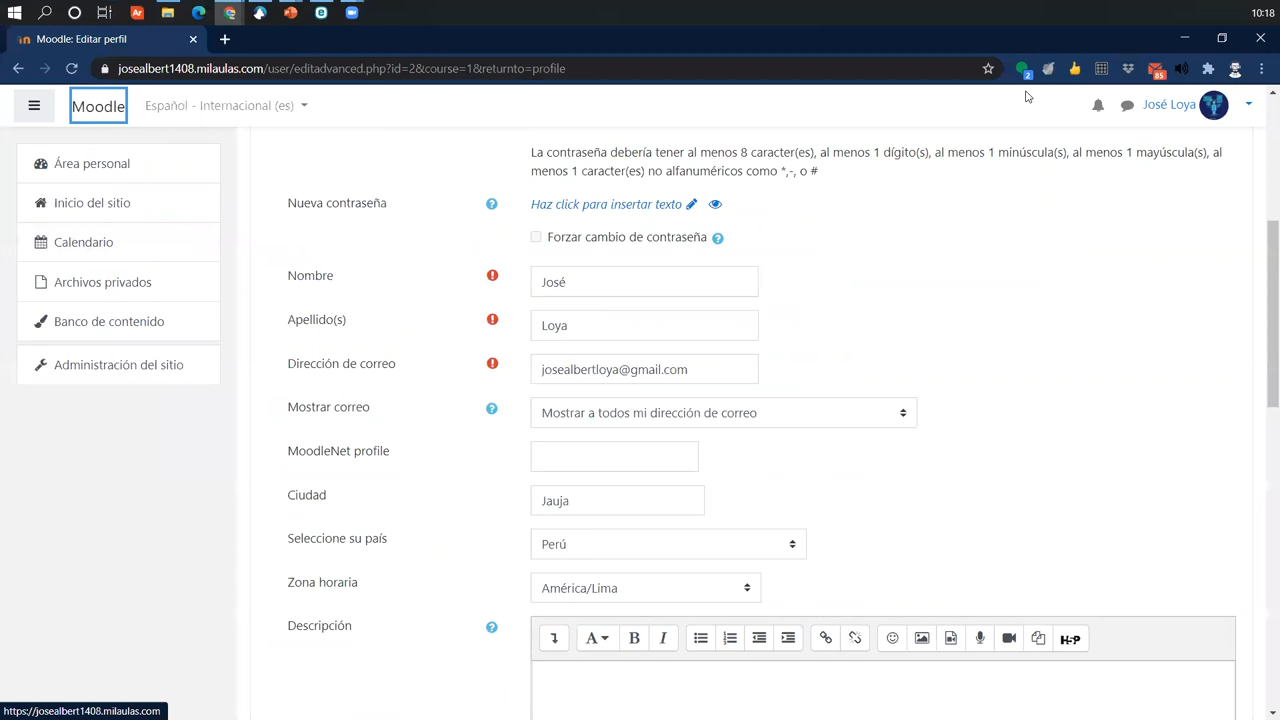 10:18
Moodle: Editar perfil
josealbert1408.milaulas.com/user/editadvanced.php?id=2&course=1&returnto=profile
2
85
Moodle
Español - Internacional (es)
José Loya
Área personal
Inicio del sitio
Calendario
Archivos privados
Banco de contenido
Administración del sitio
La contraseña debería tener al menos 8 caracter(es), al menos 1 dígito(s), al menos 1 minúscula(s), al menos 1 mayúscula(s), al
menos 1 caracter(es) no alfanuméricos como *,-, o #
Nueva contraseña
Haz click para insertar texto
Forzar cambio de contraseña
Nombre
José
Apellido(s)
Loya
Dirección de correo
josealbertloya@gmail.com
Mostrar correo
Mostrar a todos mi dirección de correo
MoodleNet profile
Ciudad
Jauja
Seleccione su país
Perú
Zona horaria
América/Lima
Descripción
A
B
I
H-P
https://josealbert1408.milaulas.com